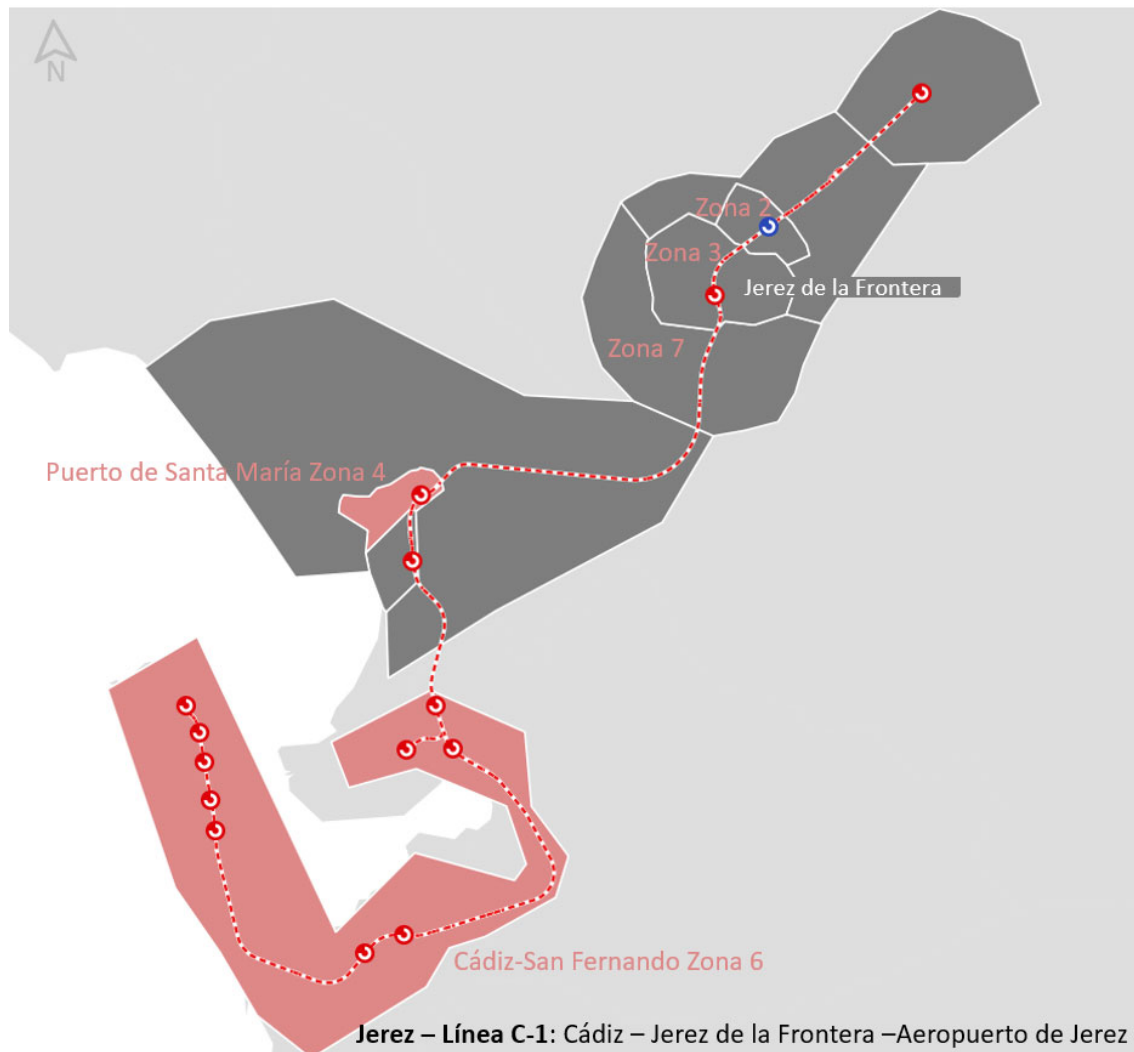 N
Zona 2
Zona 3
Jerez de la Frontera
Zona 7
Puerto de Santa María Zona 4
Cádiz-San Fernando Zona 6
Jerez – Línea C-1: Cádiz – Jerez de la Frontera –Aeropuerto de Jerez